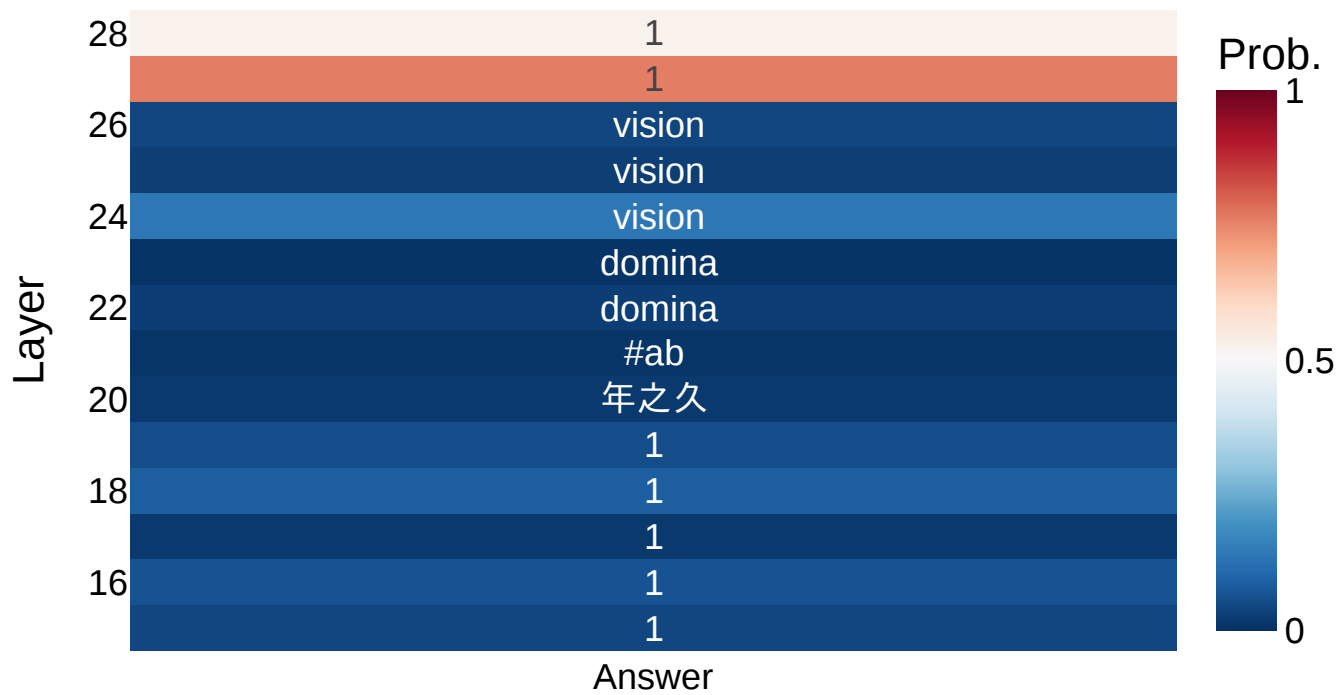 28 1
Prob.
1
1
26 vision
vision
24 vision
domina
22 domina
#ab
0.5
20 年之久
1
18 1
1
16 1
1
0
Layer
Answer